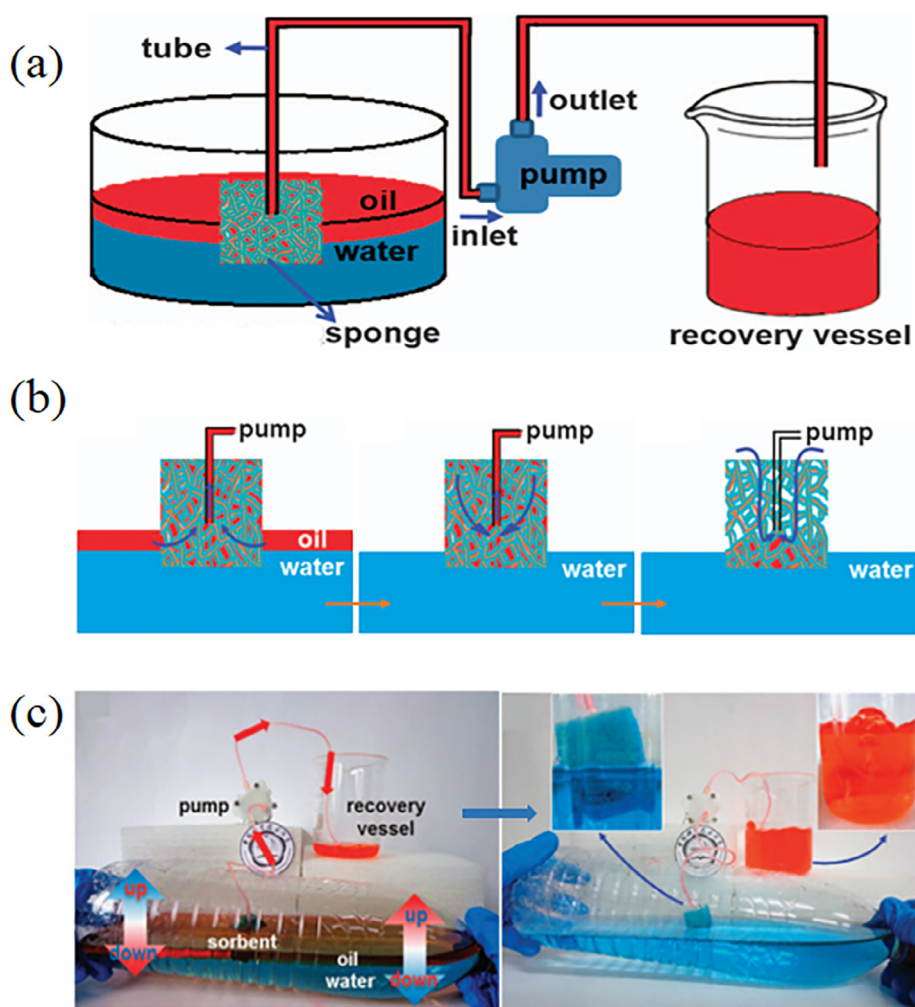 (a)
tube
outlet
pump
oil
inlet
water
sponge
recovery vessel
(b)
pump
pump
pump
oil
water
water
water
(c)
pump
recovery
vessel
up
down
sorbent
oil
water
up
down